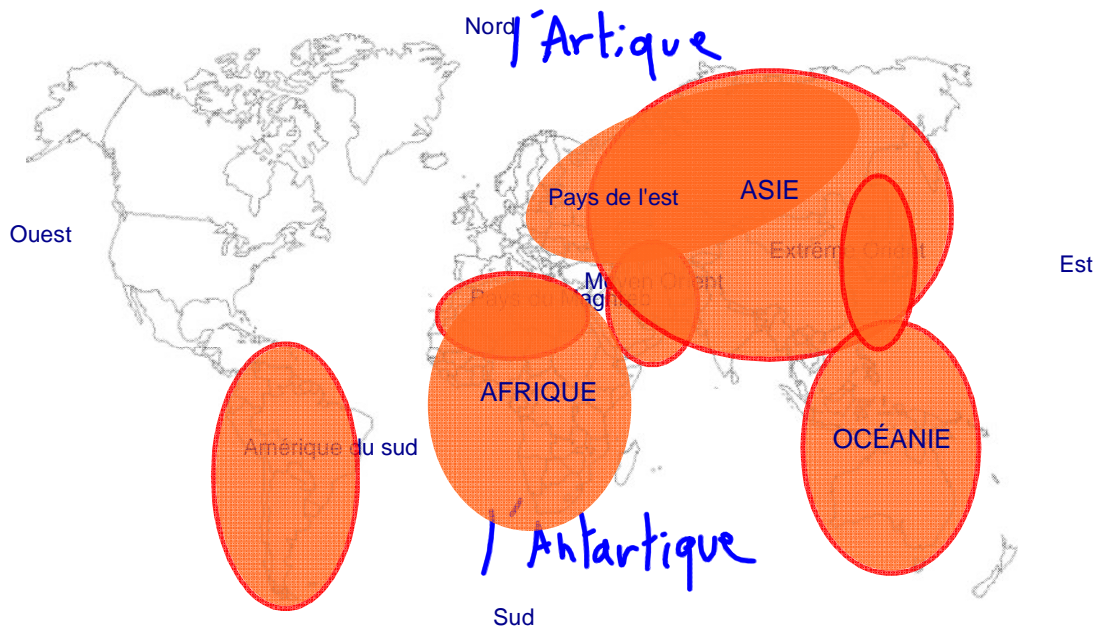 Nord
l'Artique
Pays de l'est
ASIE
Ouest
Extrême Orient
Est
Moyen Orient
Pays du Maghreb
AFRIQUE
OCÉANIE
Amérique du sud
l'Antartique
Sud